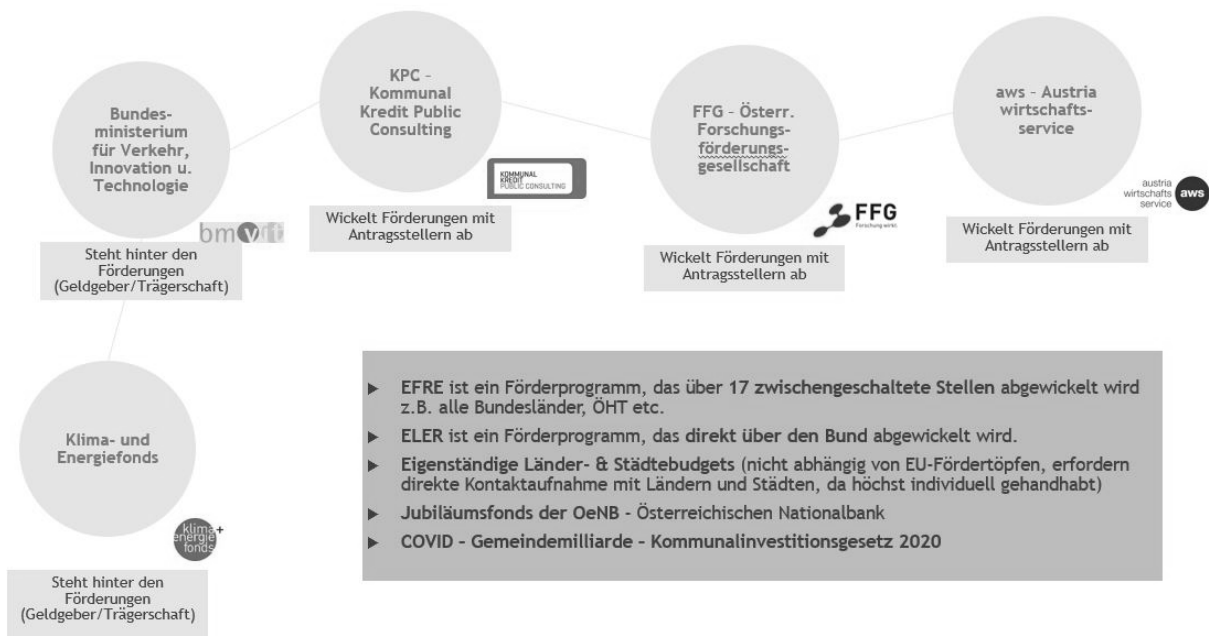 Bundes-
ministerium
für Verkehr,
Innovation u.
Technologie
bmvit
Steht hinter den
Förderungen
(Geldgeber/Trägerschaft)
KPC –
Kommunal
Kredit Public
Consulting
KOMMUNAL
KREDIT
PUBLIC CONSULTING
Wickelt Förderungen mit
Antragsstellern ab
FFG – Österr.
Forschungs-
förderungs-
gesellschaft
FFG
Forschung wirkt.
Wickelt Förderungen mit
Antragsstellern ab
aws – Austria
wirtschafts-
service
austria
wirtschafts
service
aws
Wickelt Förderungen mit
Antragsstellern ab
Klima- und
Energiefonds
klima+
energie
fonds
Steht hinter den
Förderungen
(Geldgeber/Trägerschaft)
► EFRE ist ein Förderprogramm, das über 17 zwischengeschaltete Stellen abgewickelt wird
z.B. alle Bundesländer, ÖHT etc.
► ELER ist ein Förderprogramm, das direkt über den Bund abgewickelt wird.
► Eigenständige Länder- & Städtebudgets (nicht abhängig von EU-Fördertöpfen, erfordern
direkte Kontaktaufnahme mit Ländern und Städten, da höchst individuell gehandhabt)
► Jubiläumsfonds der OeNB - Österreichischen Nationalbank
► COVID – Gemeindemilliarde – Kommunalinvestitionsgesetz 2020